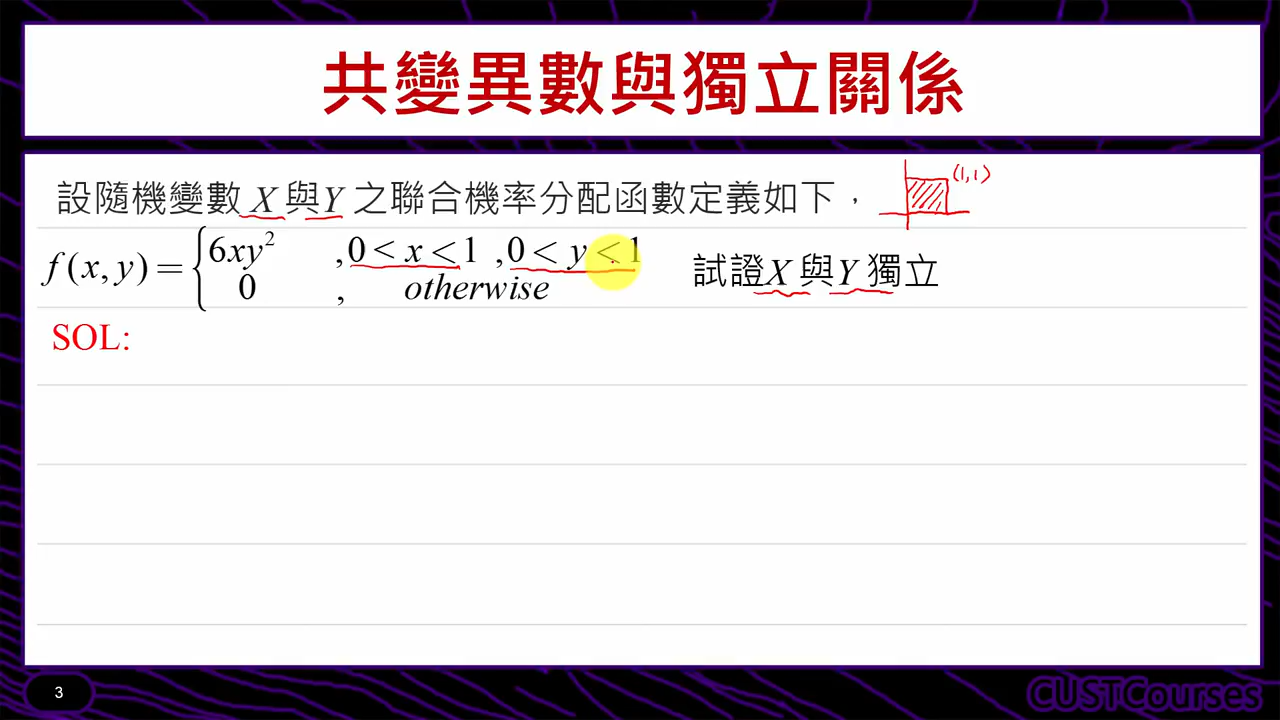 共變異數與獨立關係
設隨機變數 X 與 Y 之聯合機率分配函數定義如下，
(1,1)
f(x, y) = { 6xy² , 0 < x < 1 , 0 < y < 1
0 , otherwise
試證 X 與 Y 獨立
SOL:
3
CUSTCourses